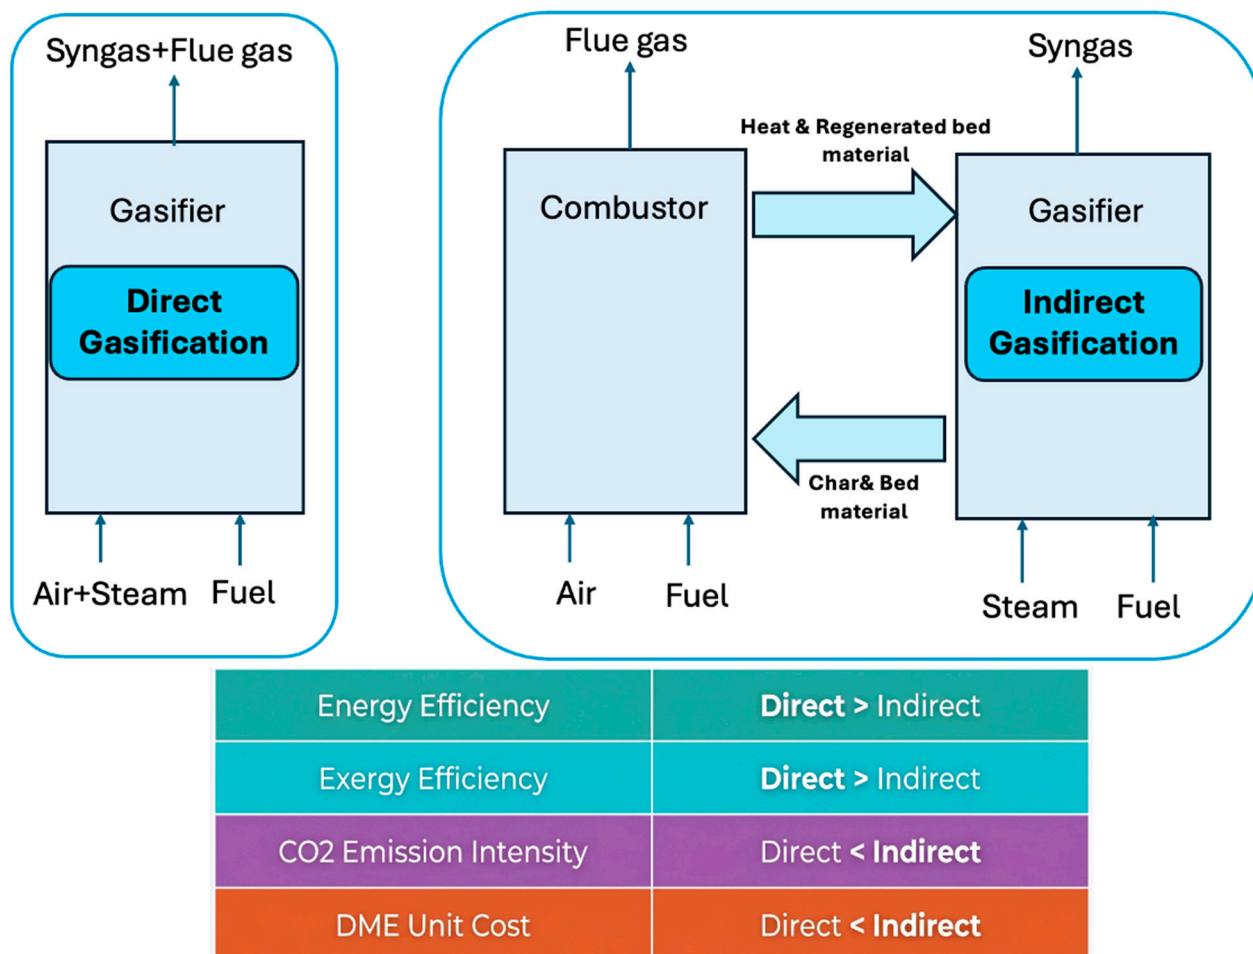 Syngas+Flue gas
Gasifier
Direct
Gasification
Air+Steam
Fuel
Flue gas
Combustor
Air
Fuel
Heat & Regenerated bed
material
Char& Bed
material
Syngas
Gasifier
Indirect
Gasification
Steam
Fuel
Energy Efficiency
Direct > Indirect
Exergy Efficiency
Direct > Indirect
CO2 Emission Intensity
Direct < Indirect
DME Unit Cost
Direct < Indirect